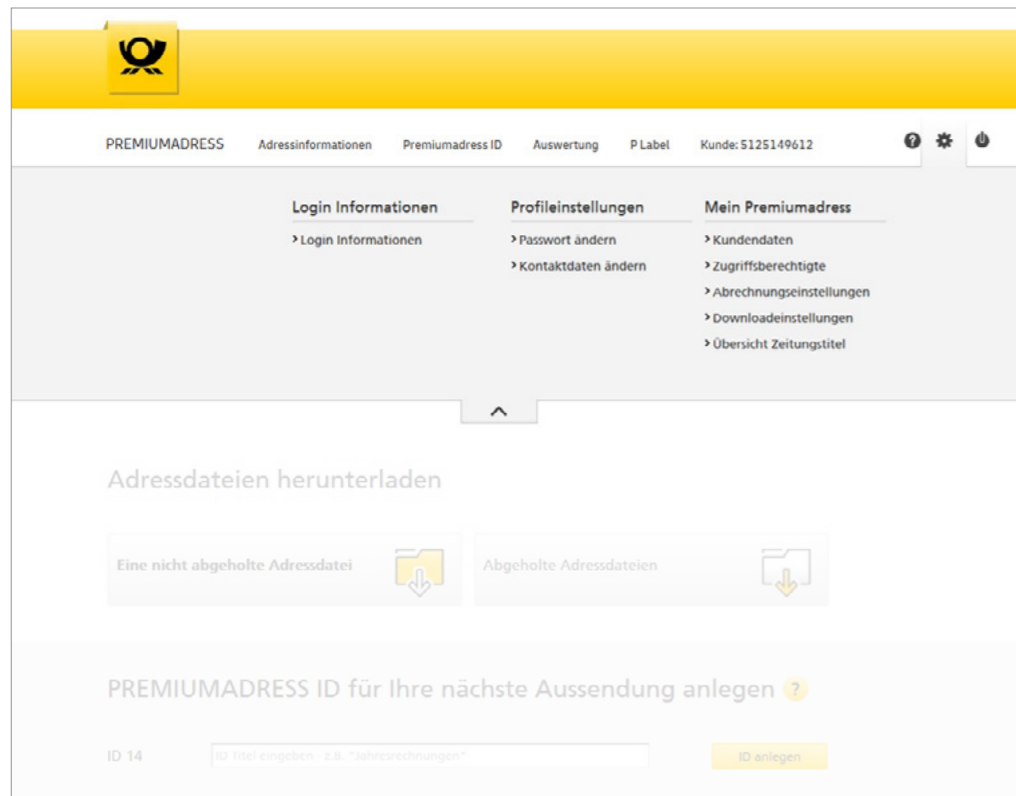 PREMIUMADRESS Adressinformationen Premiumadress ID Auswertung P Label Kunde: 5125149612 ?
Login Informationen Profileinstellungen Mein Premiumadress
> Login Informationen > Passwort ändern > Kundendaten
> Kontaktdaten ändern > Zugriffsberechtigte
> Abrechnungseinstellungen
> Downloadeinstellungen
> Übersicht Zeitungstitel
Adressdateien herunterladen
Eine nicht abgeholte Adressdatei Abgeholte Adressdateien
PREMIUMADRESS ID für Ihre nächste Aussendung anlegen ?
ID 14 ID Titel eingeben - z.B. "Jahresrechnungen" ID anlegen